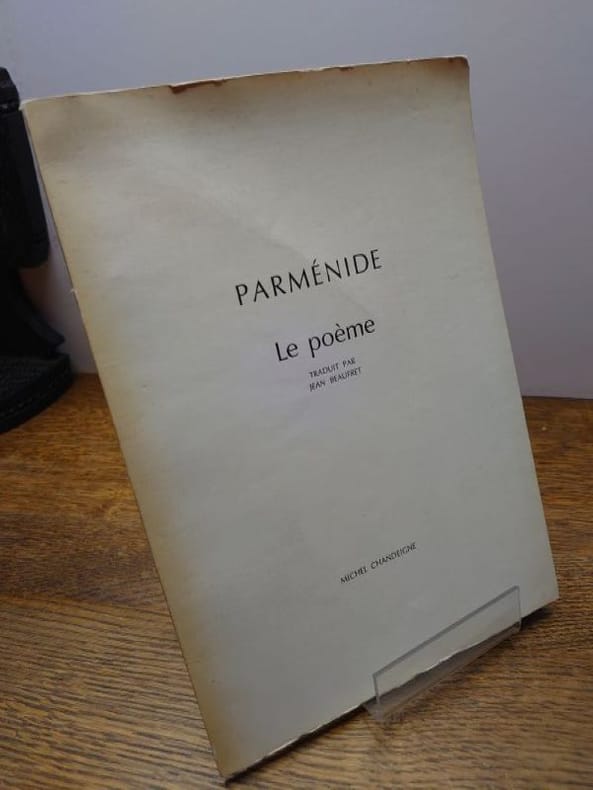 PARMÉNIDE
Le poème
TRADUIT PAR
JEAN BEAUFRET
MICHEL CHANDEIGNE